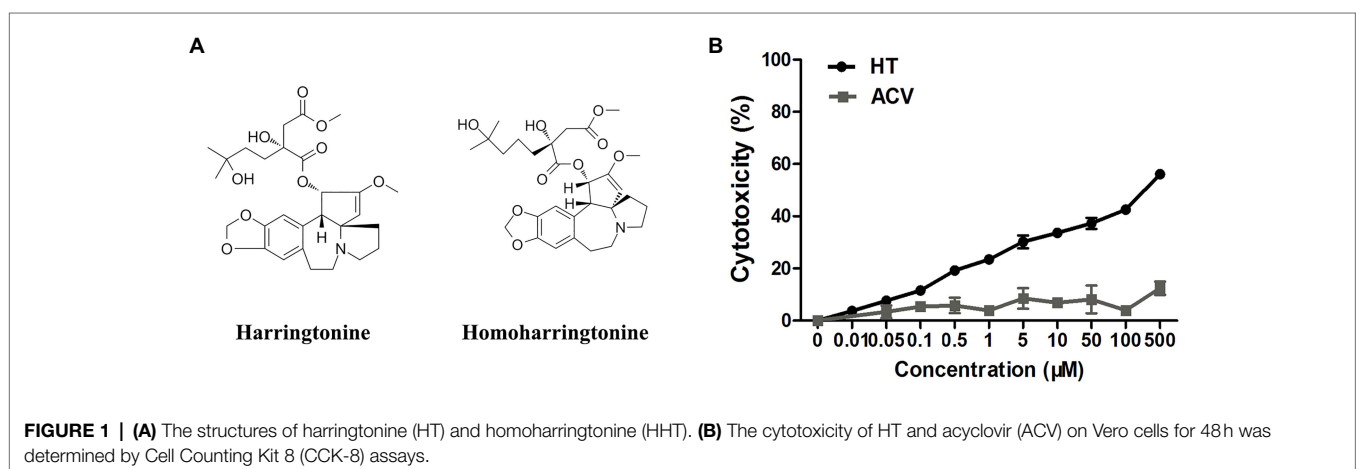 A
O
O
HO
O
O
OH
O
O
H
O
O
N
Harringtonine
HO
HO
O
O
O
O
O
H
H
O
O
N
Homoharringtonine
B
HT
ACV
Cytotoxicity (%)
100
80
60
40
20
0
0 0.01 0.05 0.1 0.5 1 5 10 50 100 500
Concentration (µM)
FIGURE 1 | (A) The structures of harringtonine (HT) and homoharringtonine (HHT). (B) The cytotoxicity of HT and acyclovir (ACV) on Vero cells for 48 h was
determined by Cell Counting Kit 8 (CCK-8) assays.